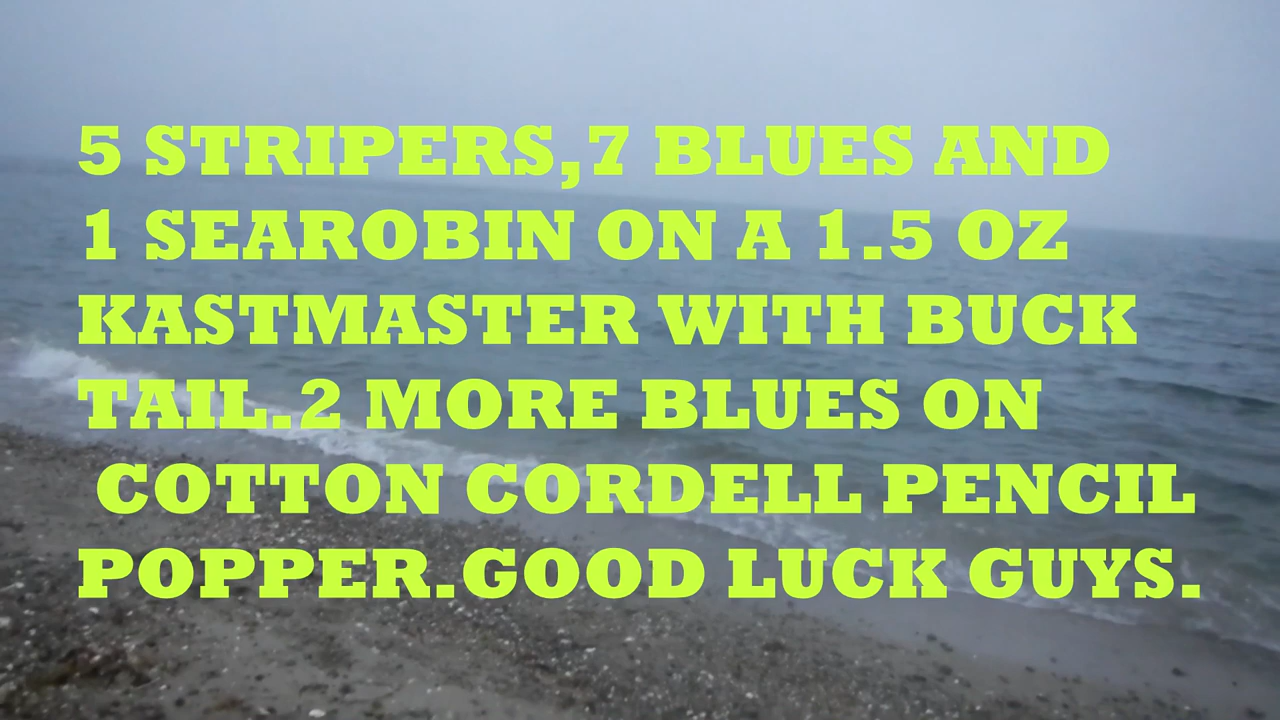 5 STRIPERS,7 BLUES AND
1 SEAROBIN ON A 1.5 OZ
KASTMASTER WITH BUCK
TAIL.2 MORE BLUES ON
COTTON CORDELL PENCIL
POPPER.GOOD LUCK GUYS.